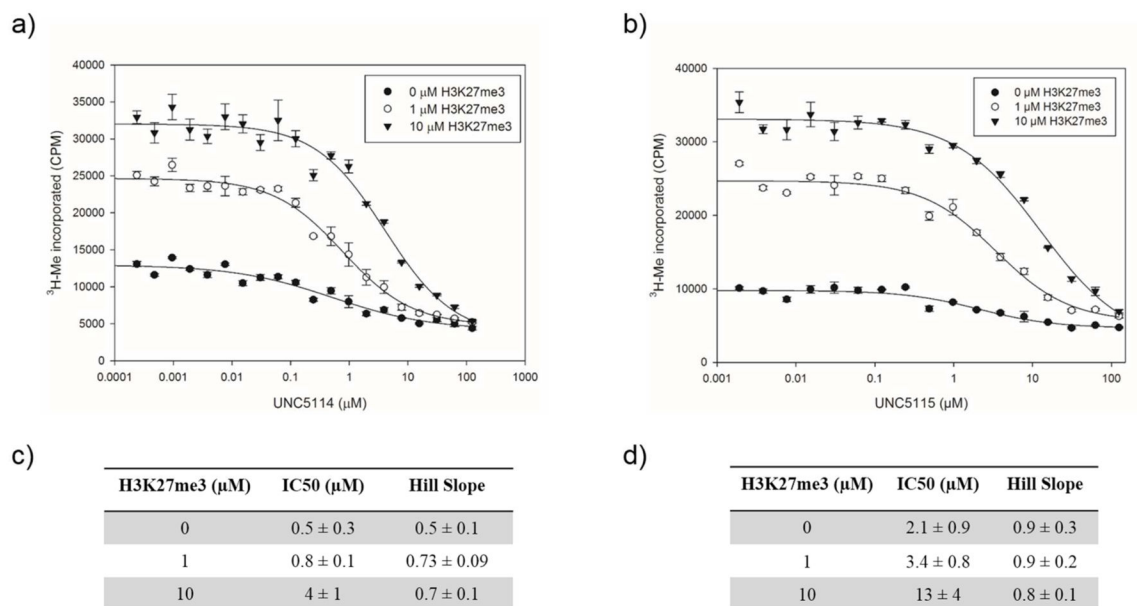 a)
40000
35000
30000
25000
20000
15000
10000
5000
0
³H-Me incorporated (CPM)
0 μM H3K27me3
1 μM H3K27me3
10 μM H3K27me3
0.0001 0.001 0.01 0.1 1 10 100 1000
UNC5114 (μM)
b)
40000
30000
20000
10000
0
³H-Me incorporated (CPM)
0 μM H3K27me3
1 μM H3K27me3
10 μM H3K27me3
0.001 0.01 0.1 1 10 100
UNC5115 (μM)
c)
H3K27me3 (μM) IC50 (μM) Hill Slope
0 0.5 ± 0.3 0.5 ± 0.1
1 0.8 ± 0.1 0.73 ± 0.09
10 4 ± 1 0.7 ± 0.1
d)
H3K27me3 (μM) IC50 (μM) Hill Slope
0 2.1 ± 0.9 0.9 ± 0.3
1 3.4 ± 0.8 0.9 ± 0.2
10 13 ± 4 0.8 ± 0.1